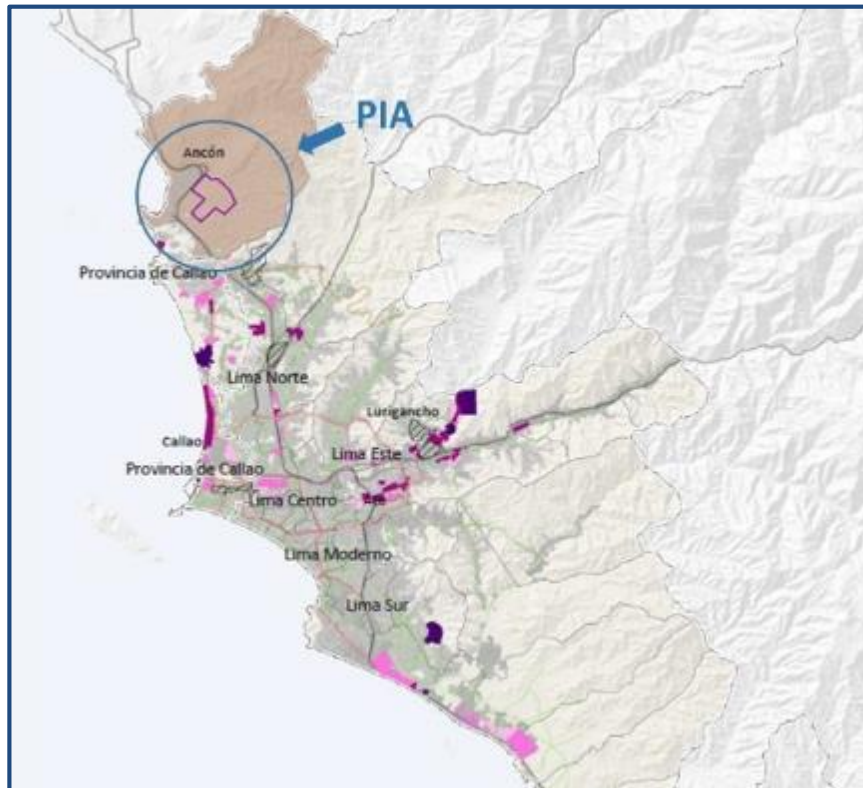 PIA
Ancón
Provincia de Callao
Lima Norte
Lurigancho
Callao
Lima Este
Provincia de Callao
Lima Centro
Ate
Lima Moderno
Lima Sur